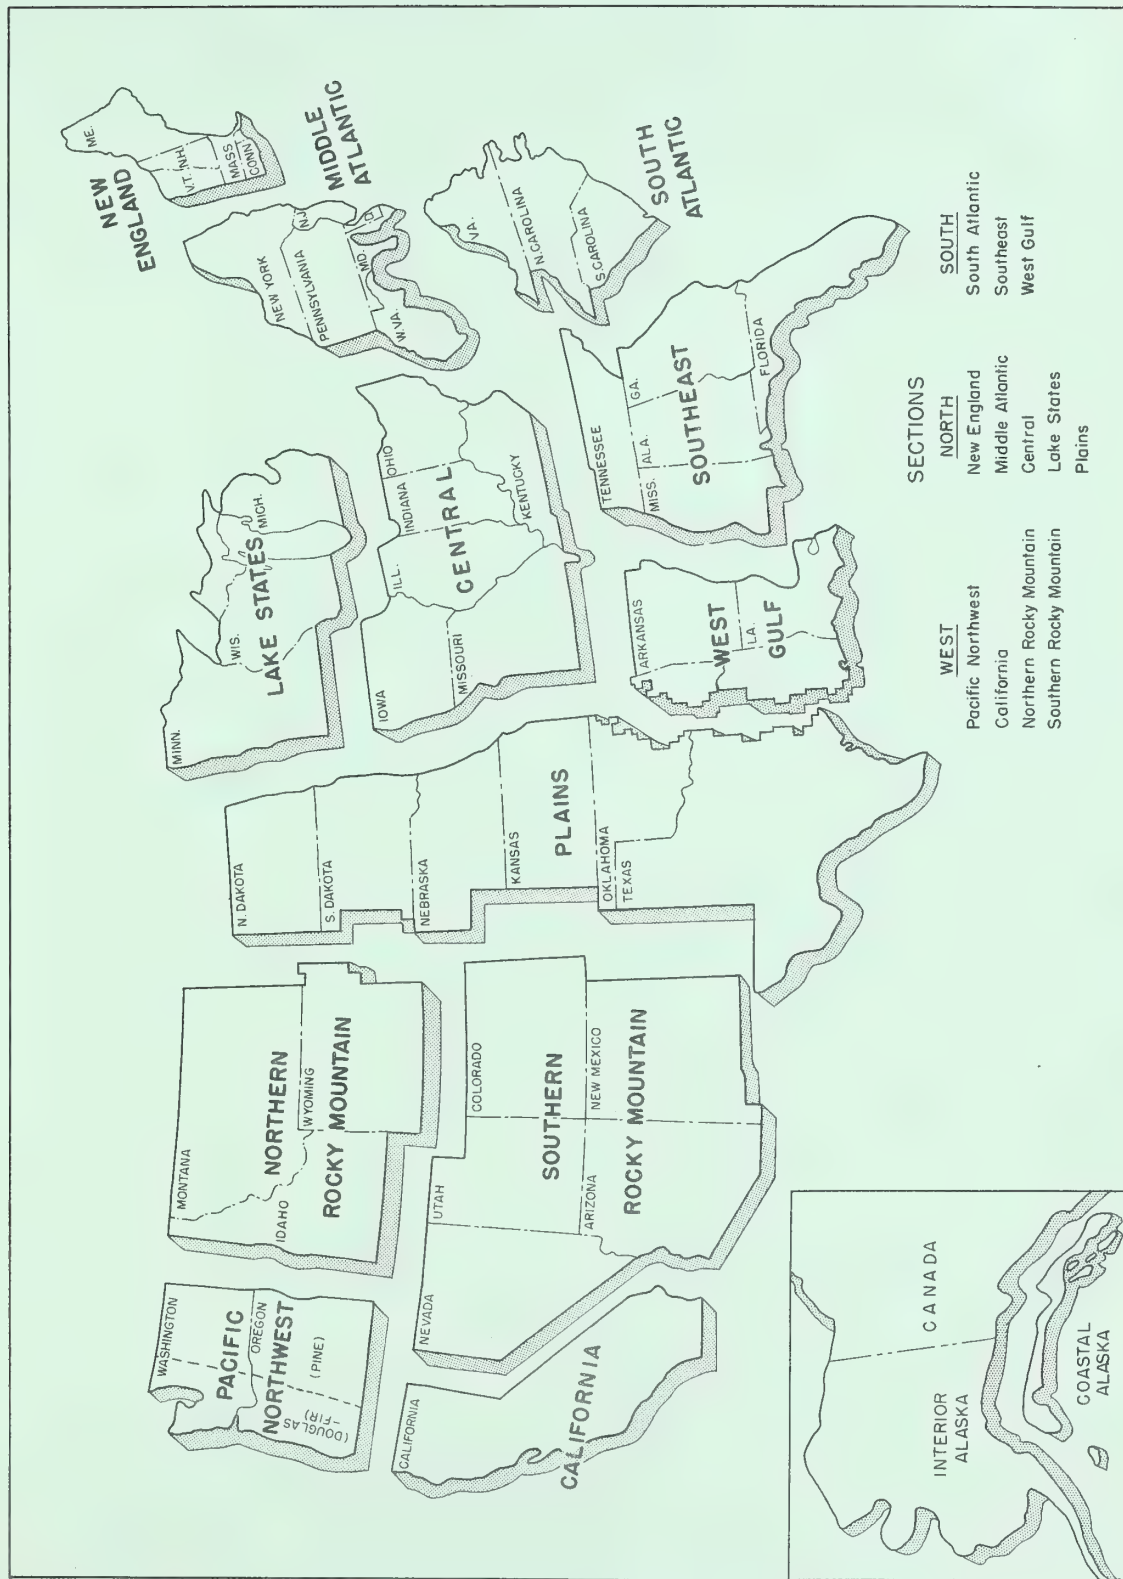 NEW
ENGLAND
ME.
V.T.
N.H.
MASS
CONN
MIDDLE
ATLANTIC
NEW YORK
PENNSYLVANIA
NJ
MD.
D.
W.VA.
SOUTH
ATLANTIC
VA.
N.CAROLINA
S.CAROLINA
LAKE STATES
MINN.
WIS.
MICH.
CENTRAL
IOWA
MISSOURI
ILL.
INDIANA
OHIO
KENTUCKY
SOUTHEAST
TENNESSEE
MISS.
ALA.
GA.
FLORIDA
WEST
GULF
ARKANSAS
LA.
PLAINS
N. DAKOTA
S. DAKOTA
NEBRASKA
KANSAS
OKLAHOMA
TEXAS
NORTHERN
ROCKY MOUNTAIN
MONTANA
IDAHO
WYOMING
SOUTHERN
ROCKY MOUNTAIN
NEVADA
UTAH
COLORADO
ARIZONA
NEW MEXICO
PACIFIC
NORTHWEST
WASHINGTON
OREGON
(PINE)
(DOUGLAS
-FIR)
CALIFORNIA
CALIFORNIA
INTERIOR
ALASKA
CANADA
COASTAL
ALASKA
SECTIONS
WEST
Pacific Northwest
California
Northern Rocky Mountain
Southern Rocky Mountain
NORTH
New England
Middle Atlantic
Central
Lake States
Plains
SOUTH
South Atlantic
Southeast
West Gulf